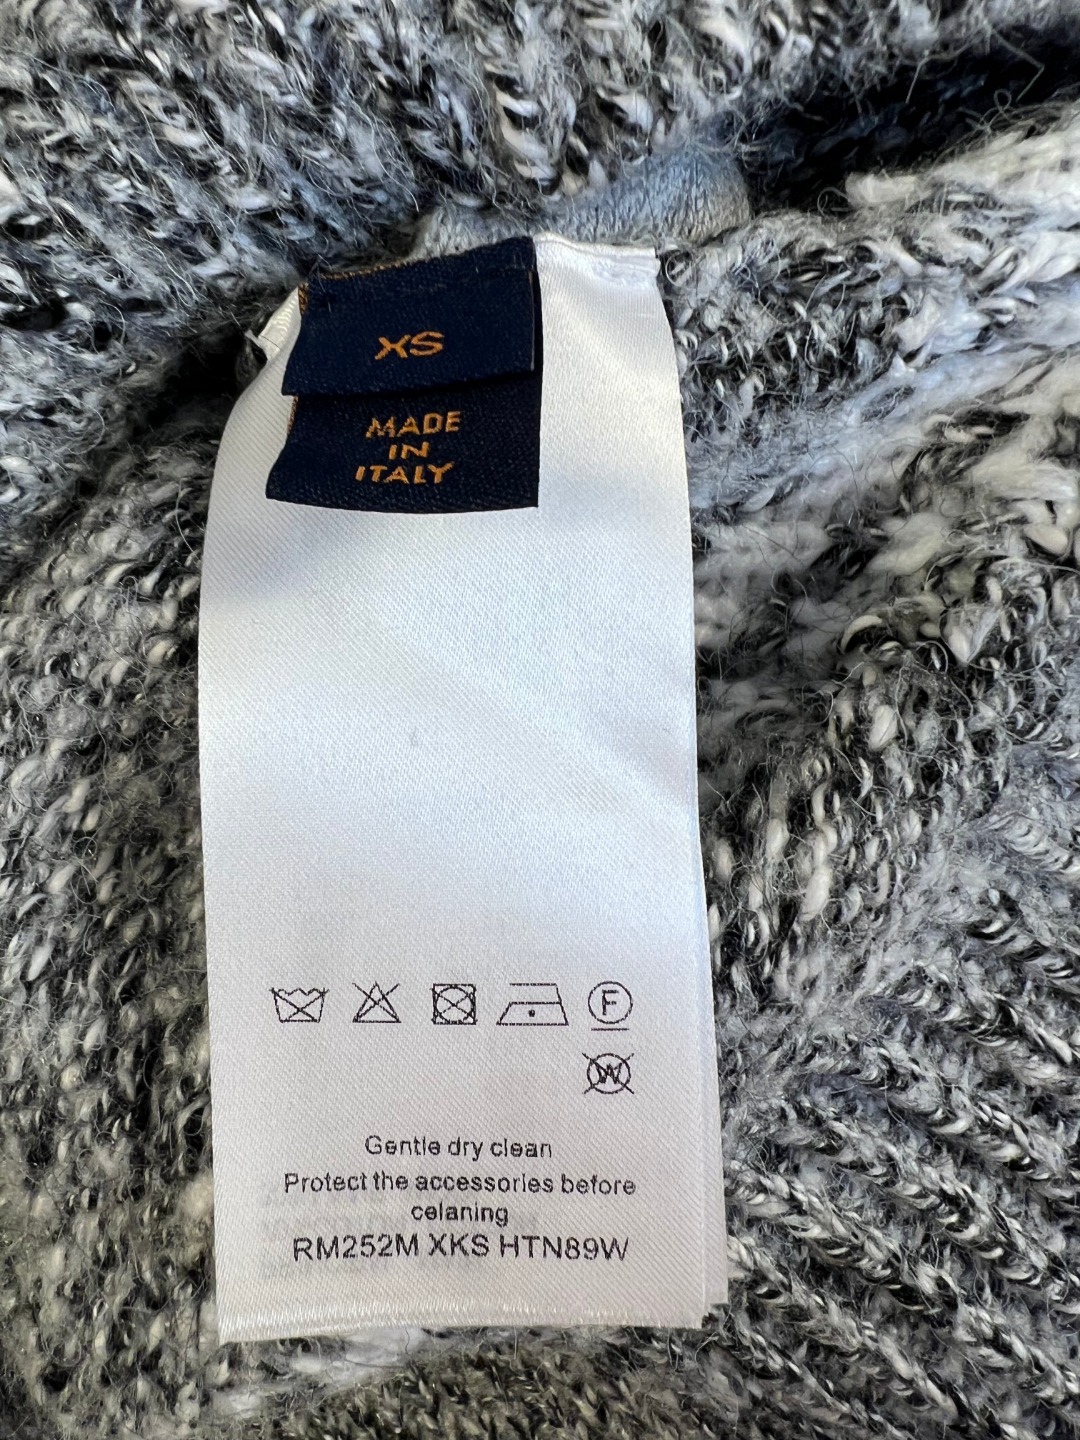 XS
MADE
IN
ITALY
F
W
Gentle dry clean
Protect the accessories before
celaning
RM252M XKS HTN89W